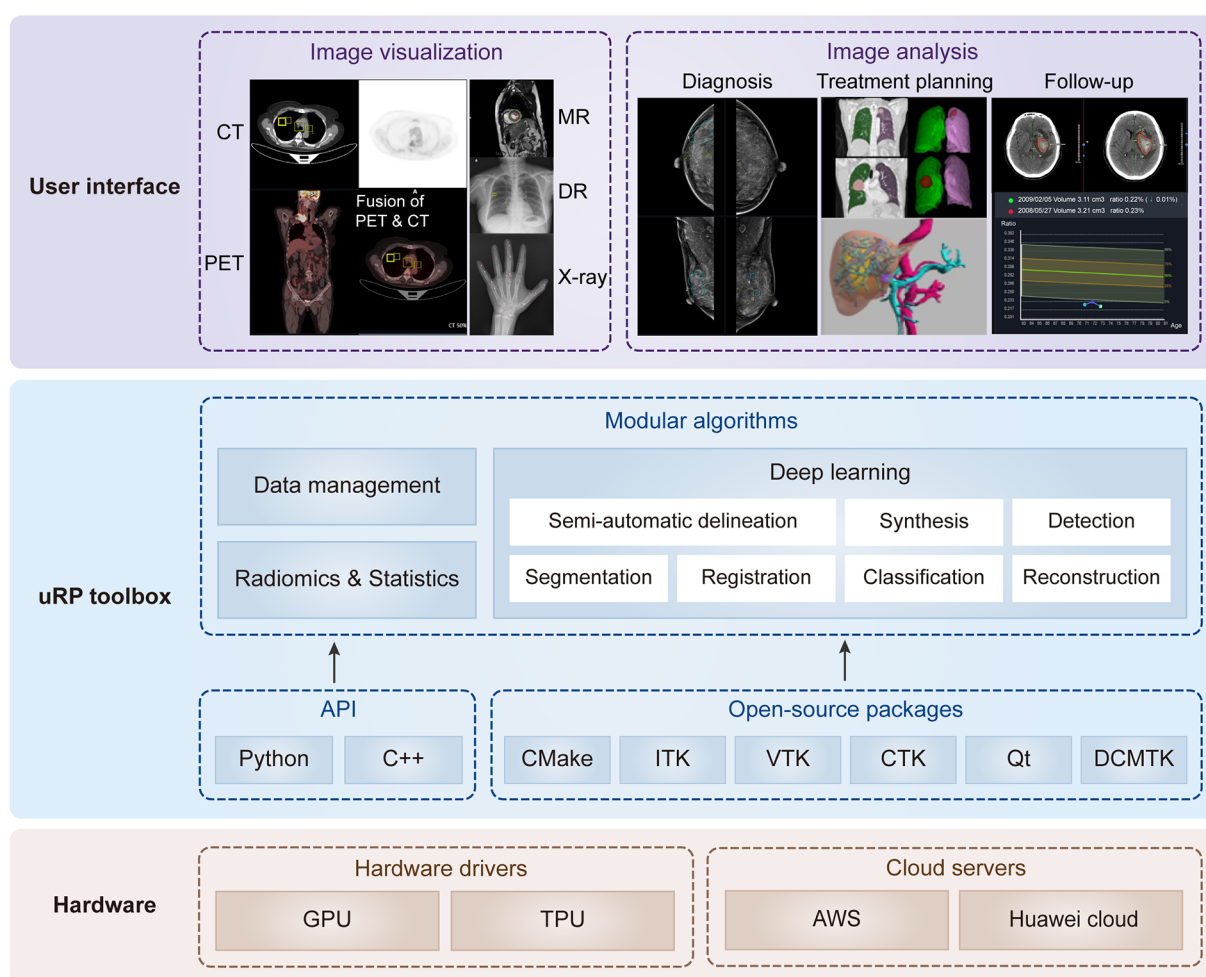 Image visualization
Image analysis
Diagnosis
Treatment planning
Follow-up
CT
MR
User interface
DR
Fusion of
PET & CT
PET
X-ray
CT 50%
2009/02/05 Volume 3.11 cm3 ratio 0.22% ( ↓ 0.01%)
2008/05/27 Volume 3.21 cm3 ratio 0.23%
Ratio
Age
Modular algorithms
Data management
Deep learning
Semi-automatic delineation
Synthesis
Detection
Radiomics & Statistics
Segmentation
Registration
Classification
Reconstruction
uRP toolbox
API
Open-source packages
Python
C++
CMake
ITK
VTK
CTK
Qt
DCMTK
Hardware drivers
Cloud servers
Hardware
GPU
TPU
AWS
Huawei cloud